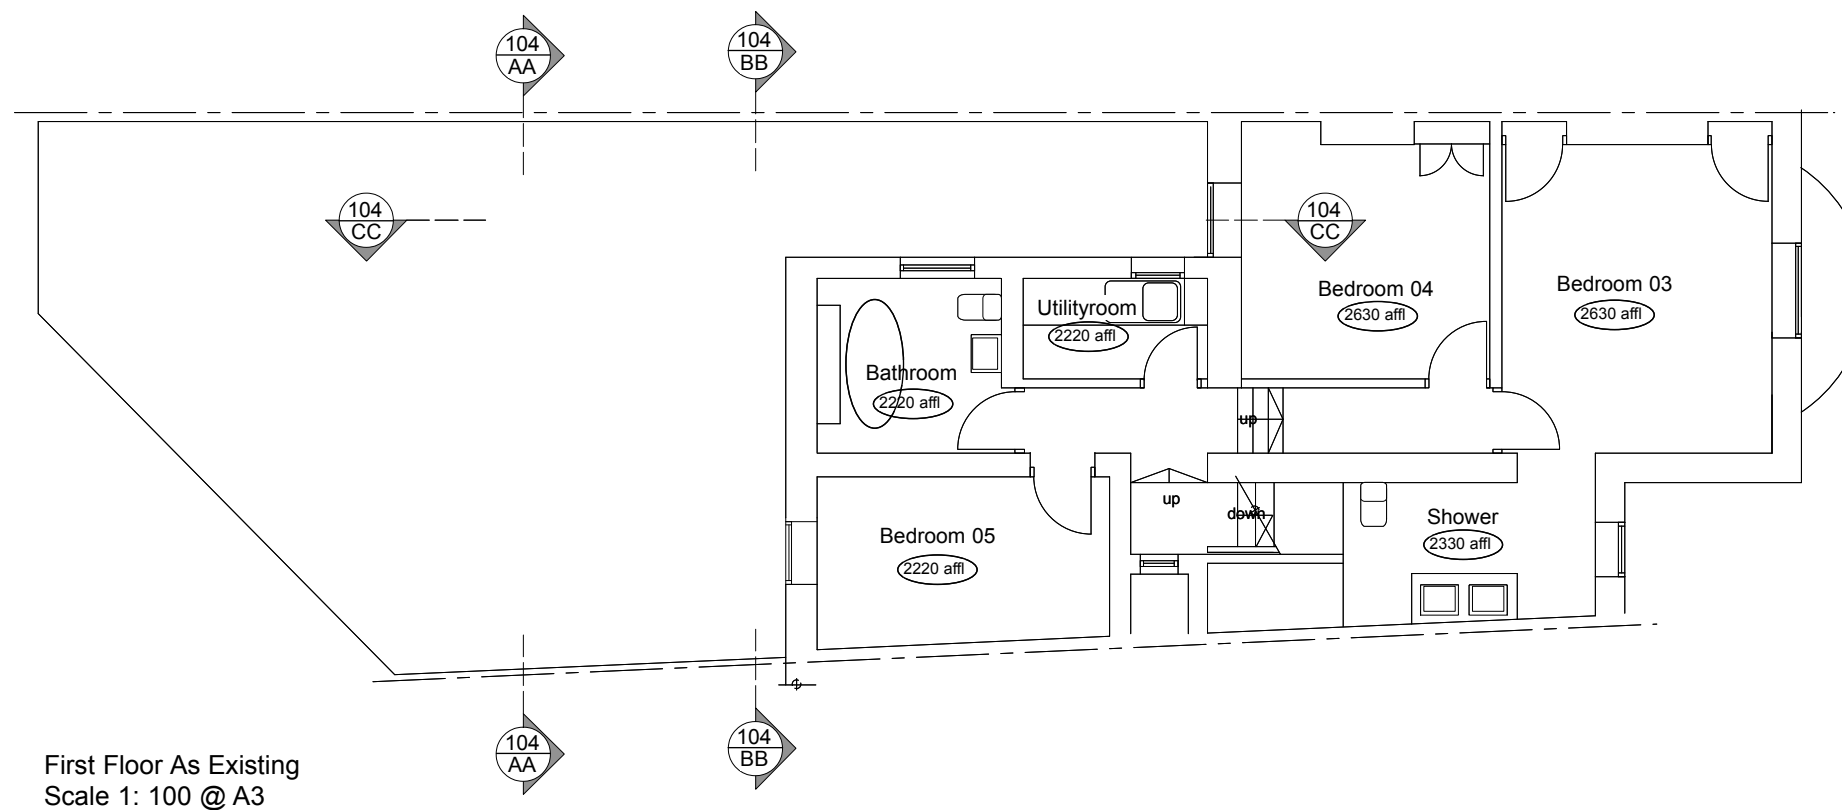 104
AA
104
BB
104
CC
104
CC
Bedroom 04
2630 affl
Bedroom 03
2630 affl
Utilityroom
2220 affl
Bathroom
2220 affl
up
up
down
Bedroom 05
2220 affl
Shower
2330 affl
104
AA
104
BB
First Floor As Existing
Scale 1: 100 @ A3